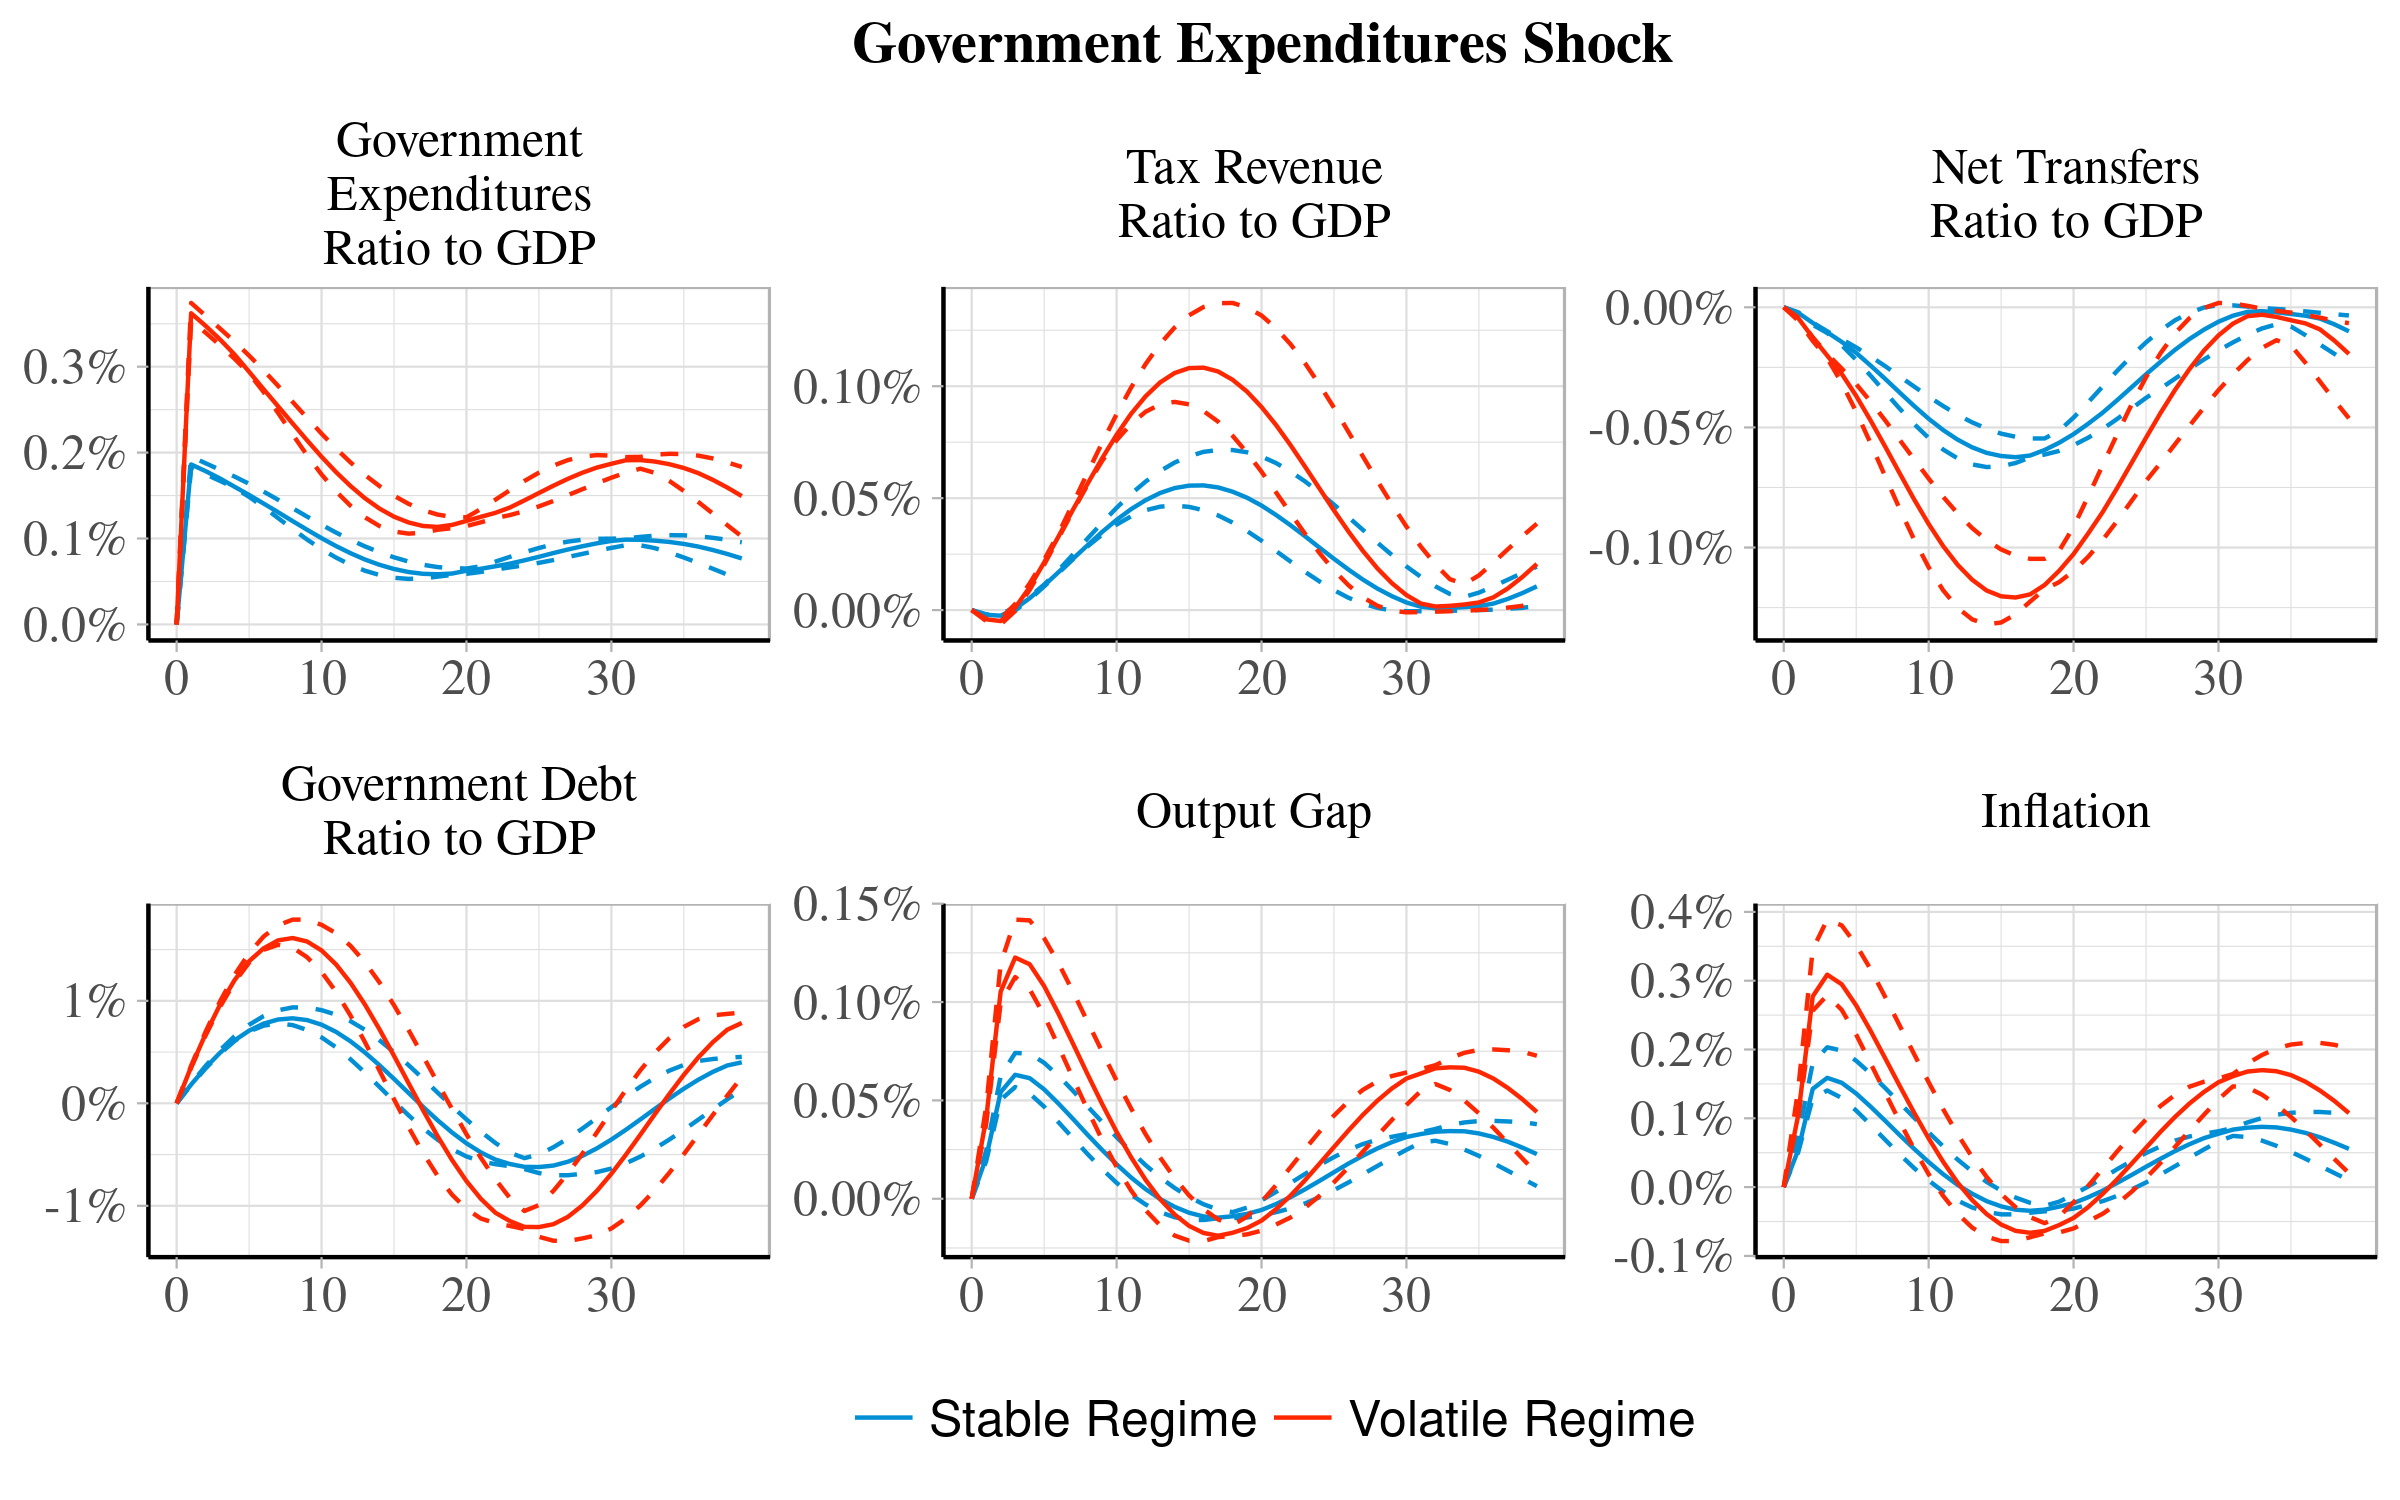 Government Expenditures Shock
Government
Expenditures
Ratio to GDP
Tax Revenue
Ratio to GDP
Net Transfers
Ratio to GDP
0.3%
0.2%
0.1%
0.0%
0 10 20 30
0.10%
0.05%
0.00%
0 10 20 30
0.00%
-0.05%
-0.10%
0 10 20 30
Government Debt
Ratio to GDP
Output Gap
Inflation
1%
0%
-1%
0 10 20 30
0.15%
0.10%
0.05%
0.00%
0 10 20 30
0.4%
0.3%
0.2%
0.1%
0.0%
-0.1%
0 10 20 30
Stable Regime Volatile Regime